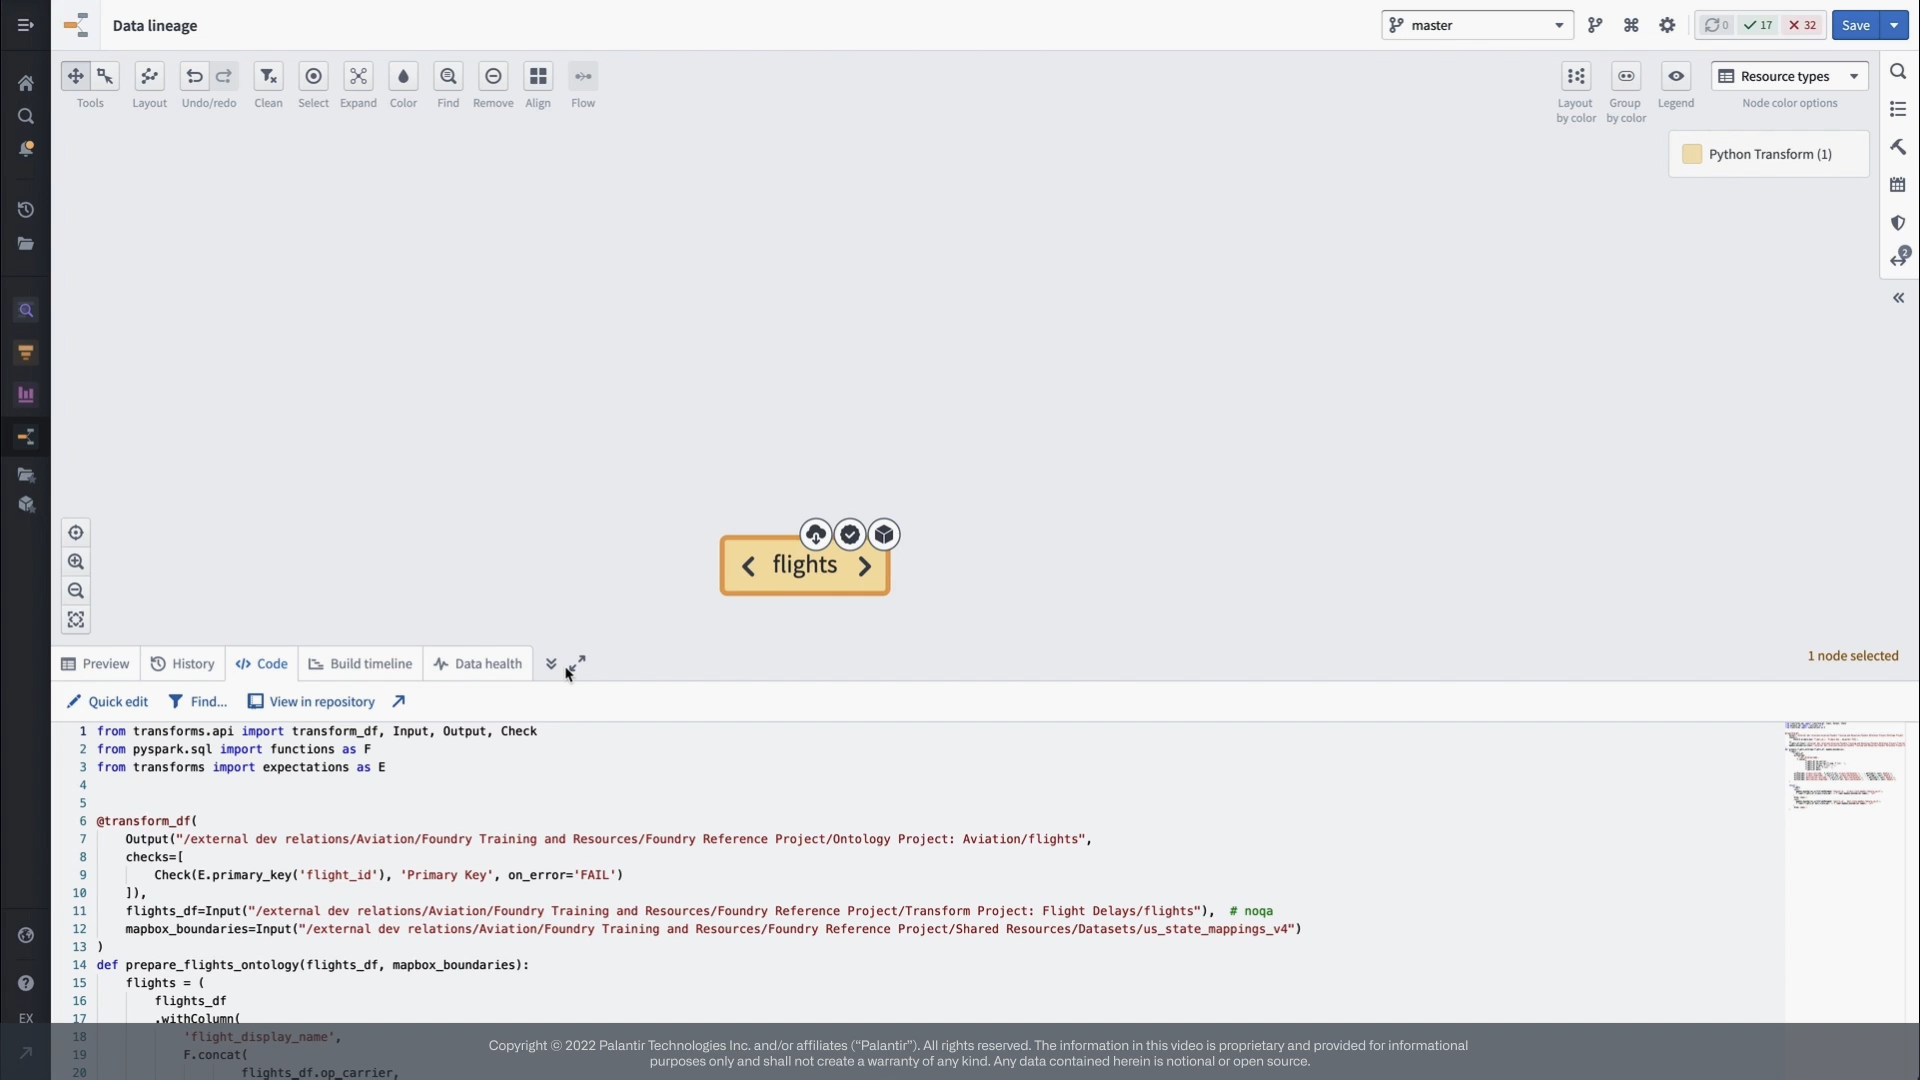 Data lineage
master
0
17
32
Save
Tools
Layout
Undo/redo
Clean
Select
Expand
Color
Find
Remove
Align
Flow
Layout by color
Group by color
Legend
Resource types
Node color options
Python Transform (1)
2
flights
Preview
History
</> Code
Build timeline
Data health
1 node selected
Quick edit
Find...
View in repository
1 from transforms.api import transform_df, Input, Output, Check
2 from pyspark.sql import functions as F
3 from transforms import expectations as E
4
5
6 @transform_df(
7     Output("/external dev relations/Aviation/Foundry Training and Resources/Foundry Reference Project/Ontology Project: Aviation/flights",
8     checks=[
9         Check(E.primary_key('flight_id'), 'Primary Key', on_error='FAIL')
10     ]),
11     flights_df=Input("/external dev relations/Aviation/Foundry Training and Resources/Foundry Reference Project/Transform Project: Flight Delays/flights"),  # noqa
12     mapbox_boundaries=Input("/external dev relations/Aviation/Foundry Training and Resources/Foundry Reference Project/Shared Resources/Datasets/us_state_mappings_v4")
13 )
14 def prepare_flights_ontology(flights_df, mapbox_boundaries):
15     flights = (
16         flights_df
17         .withColumn(
18             'flight_display_name',
19             F.concat(
20                     flights_df.op_carrier,
EX
Copyright © 2022 Palantir Technologies Inc. and/or affiliates (“Palantir”). All rights reserved. The information in this video is proprietary and provided for informational
purposes only and shall not create a warranty of any kind. Any data contained herein is notional or open source.